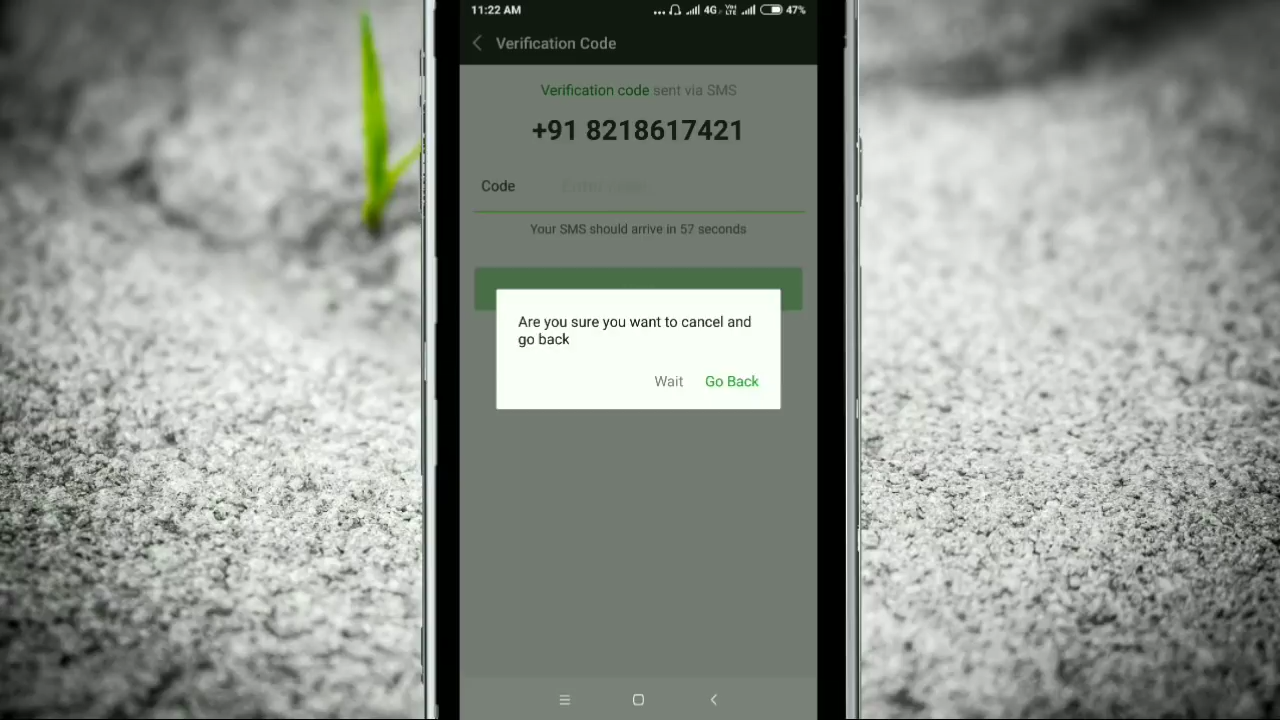 11:22 AM
4G VoLTE 47%
Verification Code
Verification code sent via SMS
+91 8218617421
Code
Your SMS should arrive in 57 seconds
Are you sure you want to cancel and
go back
Wait Go Back